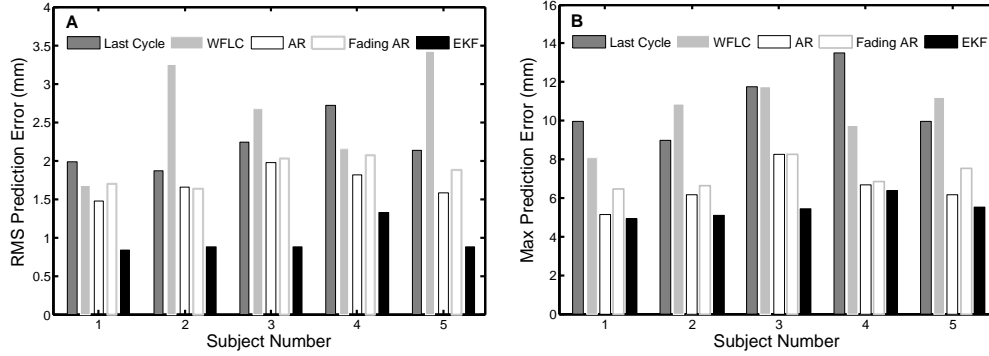 A
4
3.5
3
2.5
2
1.5
1
0.5
0
RMS Prediction Error (mm)
Last Cycle WFLC AR Fading AR EKF
1 2 3 4 5
Subject Number
B
16
14
12
10
8
6
4
2
0
Max Prediction Error (mm)
Last Cycle WFLC AR Fading AR EKF
1 2 3 4 5
Subject Number